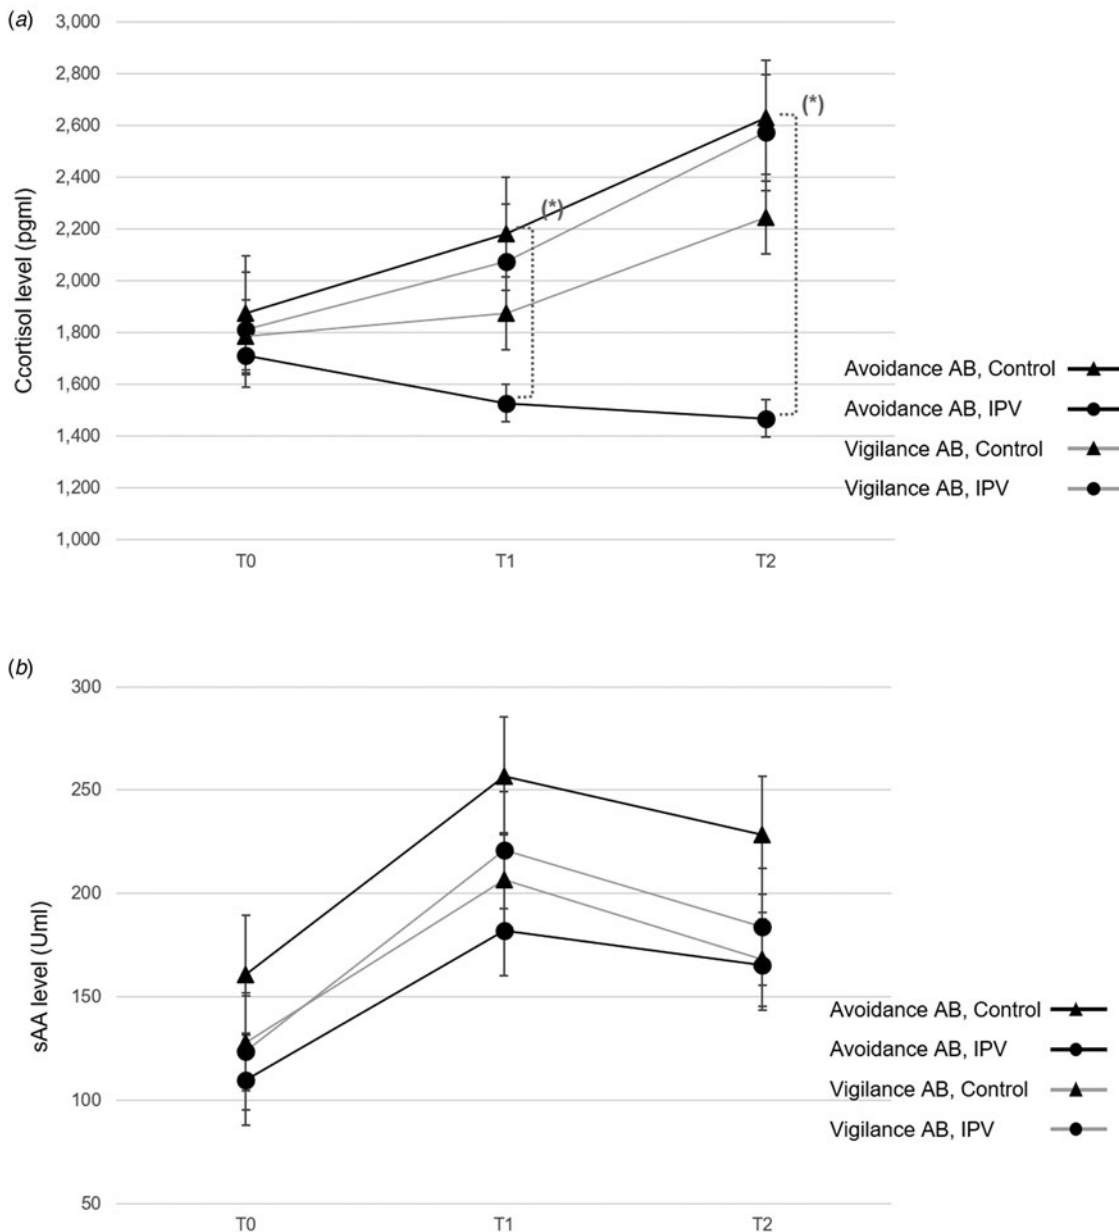 (a)
3,000
2,800
2,600
2,400
2,200
2,000
1,800
1,600
1,400
1,200
1,000
Ccortisol level (pgml)
(*)
(*)
T0 T1 T2
Avoidance AB, Control
Avoidance AB, IPV
Vigilance AB, Control
Vigilance AB, IPV
(b)
300
250
200
150
100
50
sAA level (Uml)
T0 T1 T2
Avoidance AB, Control
Avoidance AB, IPV
Vigilance AB, Control
Vigilance AB, IPV